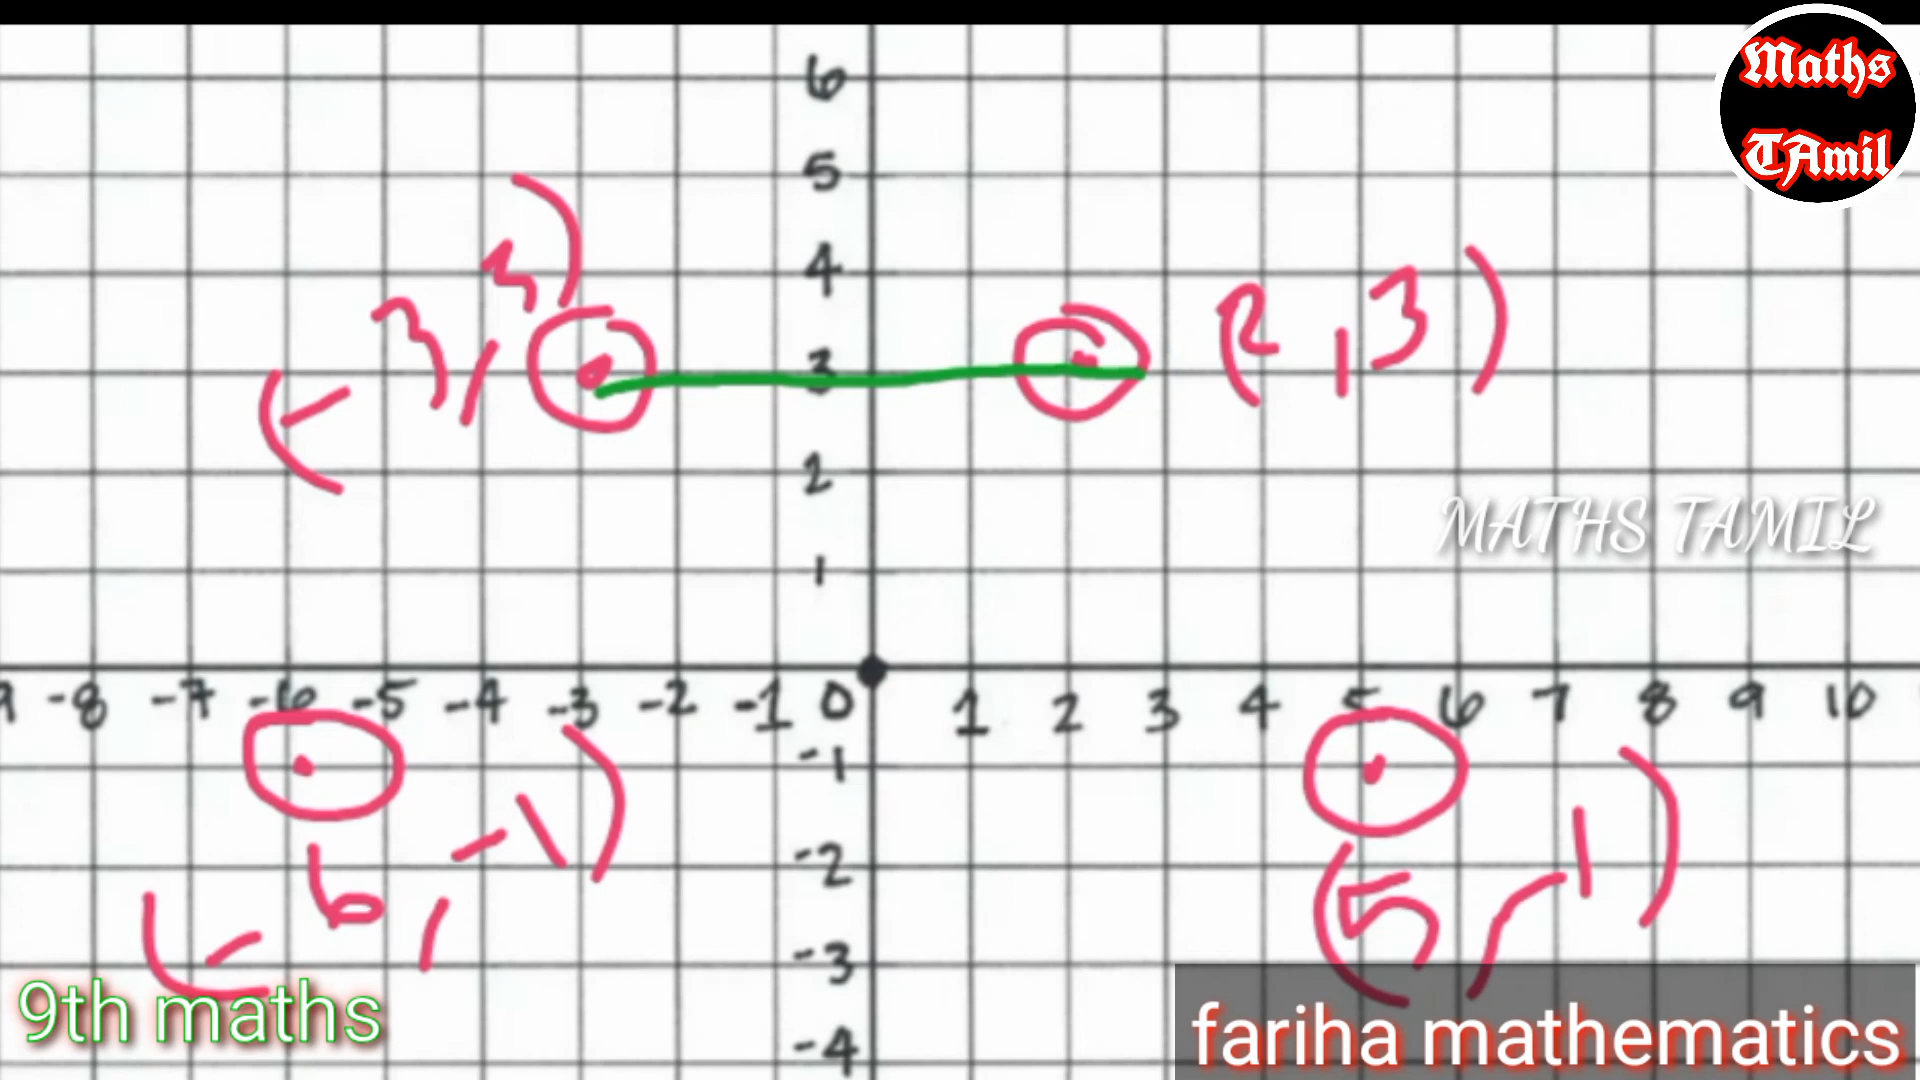 Maths
TAmil
6
5
4
3
2
1
(-3,3)
(2,3)
MATHS TAMIL
9 -8 -7 -6 -5 -4 -3 -2 -1 0 1 2 3 4 5 6 7 8 9 10
-1
-2
-3
-4
(-6,-1)
(5,-1)
9th maths
fariha mathematics